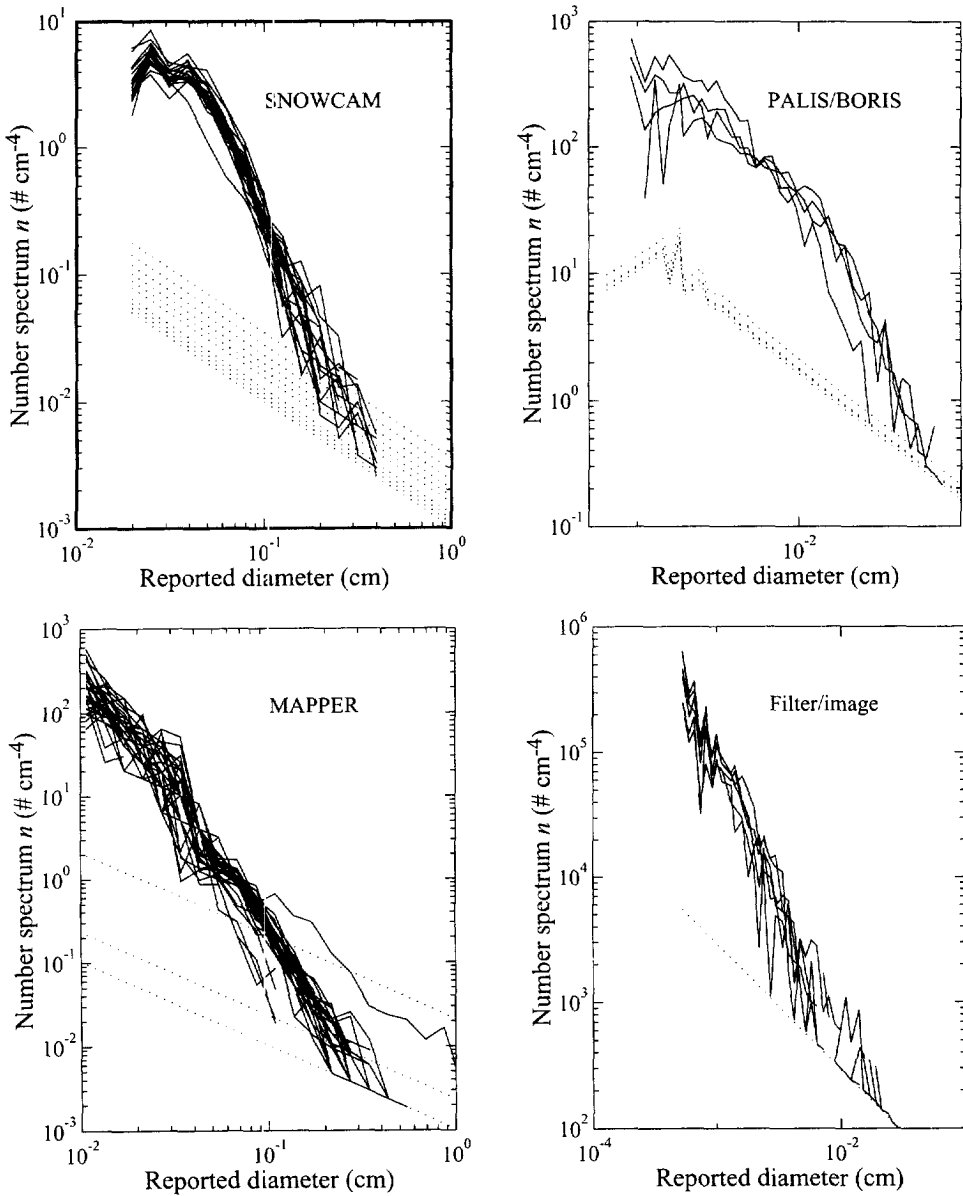 10^1
10^0
10^-1
10^-2
10^-3
Number spectrum n (# cm^-4)
SNOWCAM
10^-2
10^-1
10^0
Reported diameter (cm)
10^3
10^2
10^1
10^0
10^-1
Number spectrum n (# cm^-4)
PALIS/BORIS
10^-2
Reported diameter (cm)
10^3
10^2
10^1
10^0
10^-1
10^-2
10^-3
Number spectrum n (# cm^-4)
MAPPER
10^-2
10^-1
10^0
Reported diameter (cm)
10^6
10^5
10^4
10^3
10^2
Number spectrum n (# cm^-4)
Filter/image
10^-4
10^-2
Reported diameter (cm)